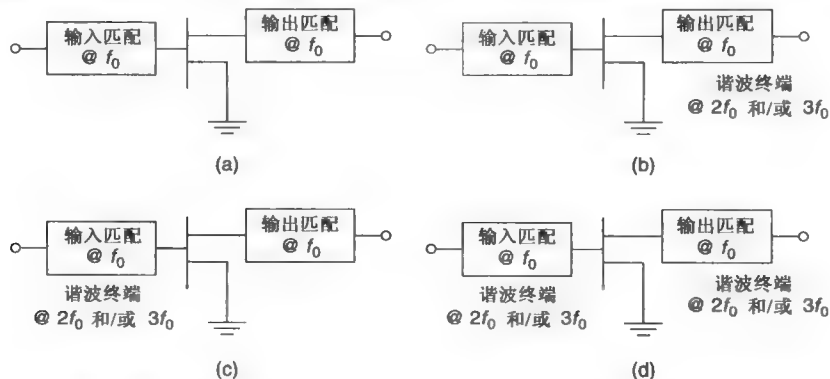 输入匹配
@ f₀
输出匹配
@ f₀
(a)
输入匹配
@ f₀
输出匹配
@ f₀
谐波终端
@ 2f₀ 和/或 3f₀
(b)
输入匹配
@ f₀
谐波终端
@ 2f₀ 和/或 3f₀
输出匹配
@ f₀
(c)
输入匹配
@ f₀
谐波终端
@ 2f₀ 和/或 3f₀
输出匹配
@ f₀
谐波终端
@ 2f₀ 和/或 3f₀
(d)